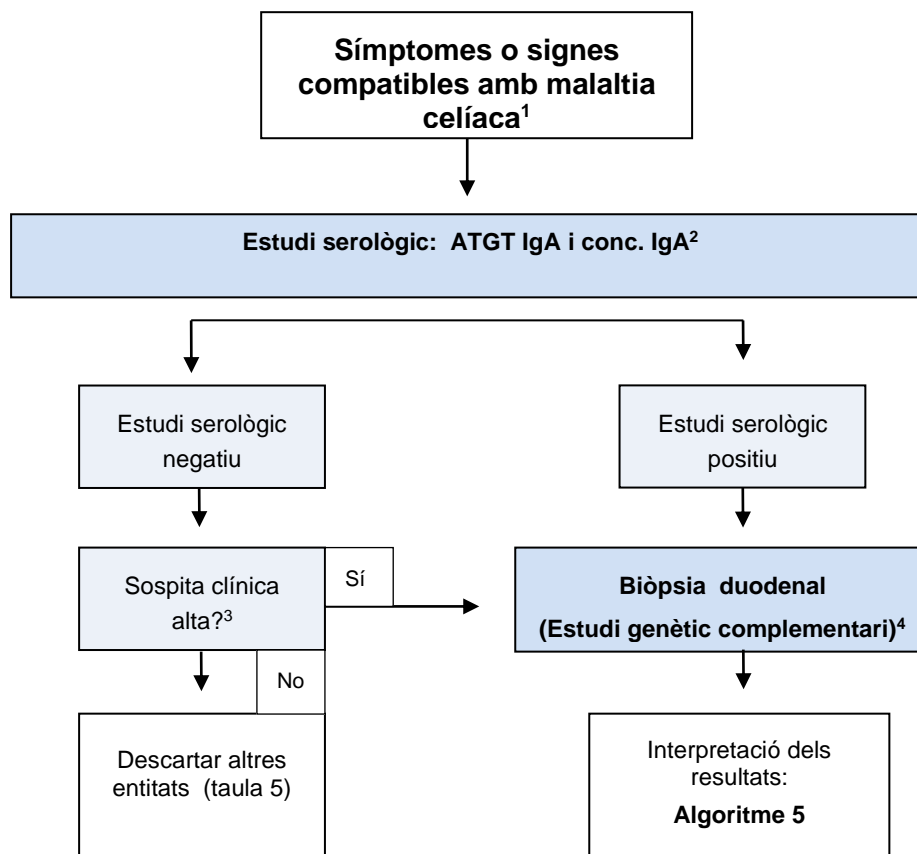 Símptomes o signes
compatibles amb malaltia
celíaca¹
Estudi serològic: ATGT IgA i conc. IgA²
Estudi serològic
negatiu
Estudi serològic
positiu
Sospita clínica
alta?³
Sí
Biòpsia duodenal
(Estudi genètic complementari)⁴
No
Descartar altres
entitats (taula 5)
Interpretació dels
resultats:
Algoritme 5